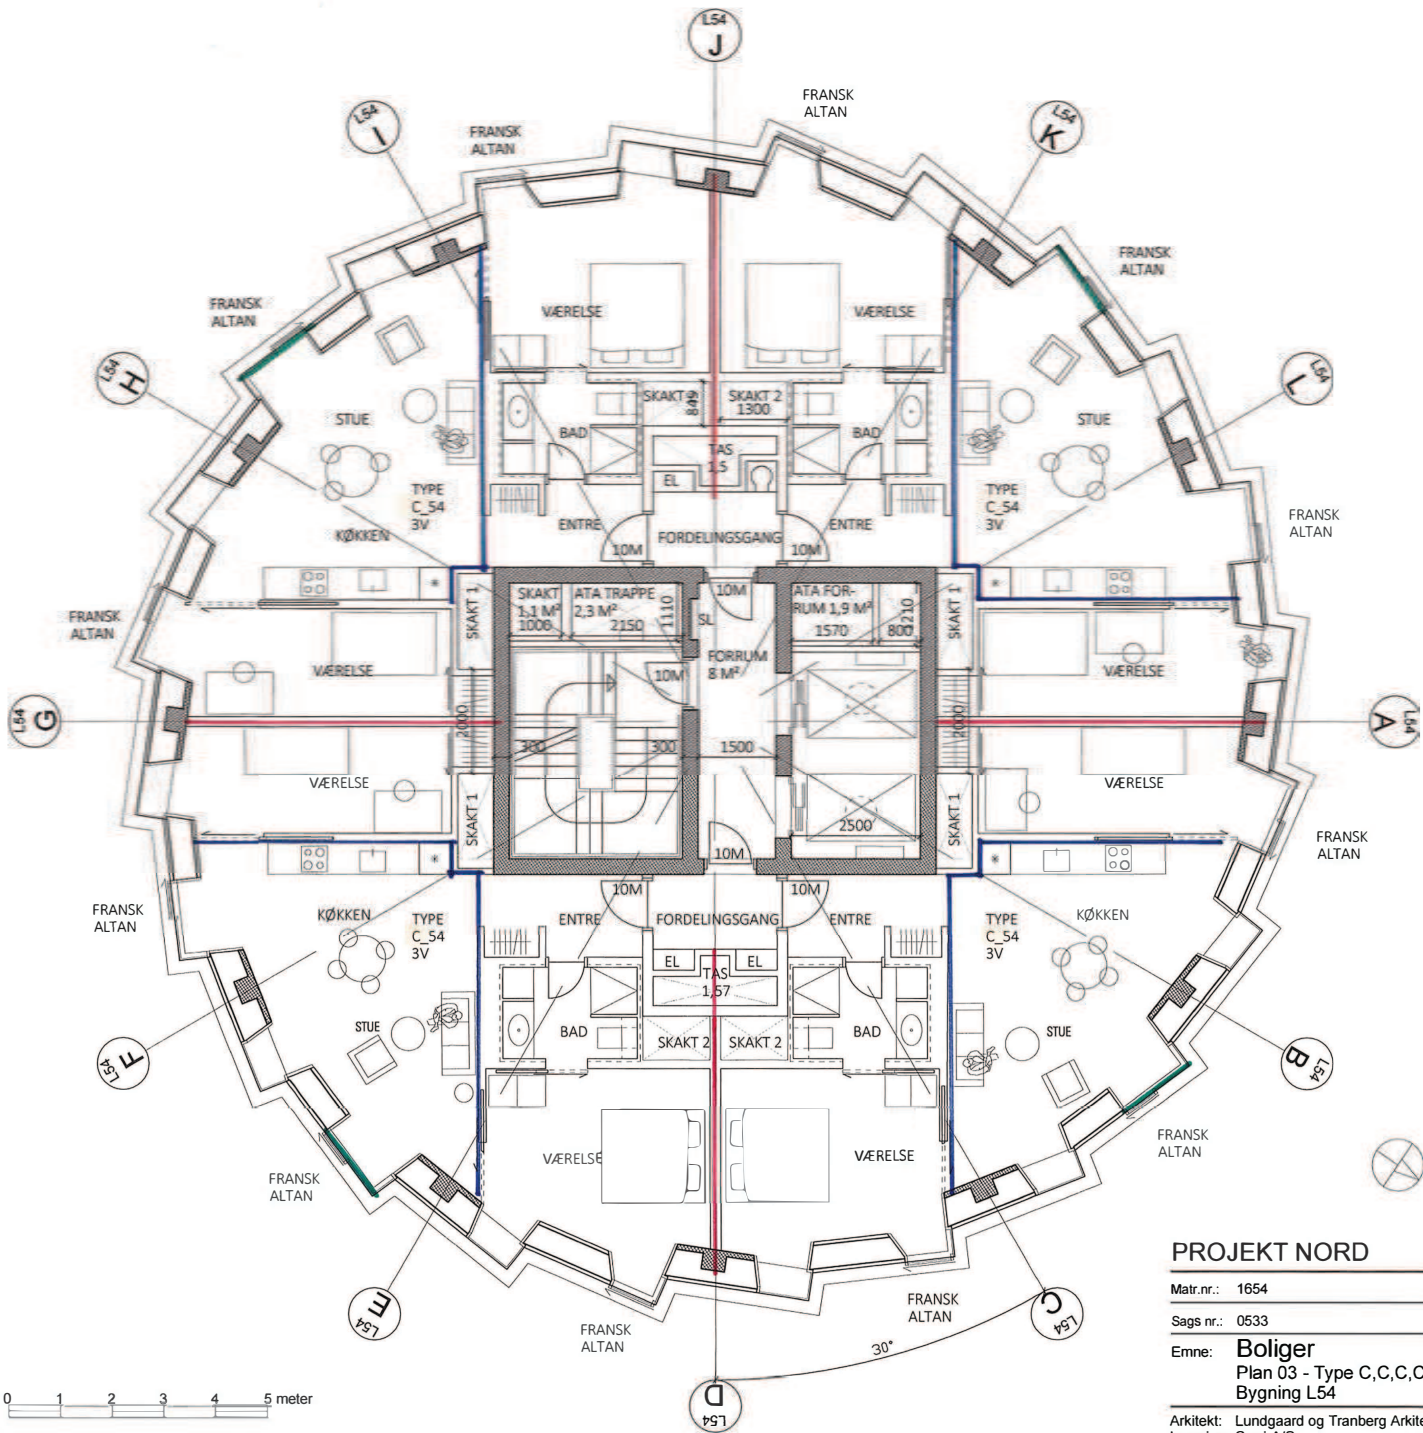 L54
J
FRANSK
ALTAN
L54
I
FRANSK
ALTAN
L54
K
FRANSK
ALTAN
FRANSK
ALTAN
VÆRELSE
VÆRELSE
L54
H
L54
L
SKAKT
849
SKAKT 2
1300
STUE
BAD
BAD
STUE
TAS
1,5
EL
TYPE
C_54
3V
KØKKEN
ENTRE
FORDELINGSGANG
ENTRE
TYPE
C_54
3V
FRANSK
ALTAN
10M
10M
10M
SKAKT 1
SKAKT
1,1 M²
1000
ATA TRAPPE
2,3 M²
2150
1110
SL
ATA FOR-
RUM 1,9 M²
1570
800
1210
SKAKT 1
FRANSK
ALTAN
VÆRELSE
10M
FORRUM
8 M²
VÆRELSE
L54
G
2000
300
300
1500
2000
A
L54
VÆRELSE
VÆRELSE
SKAKT 1
2500
SKAKT 1
10M
FRANSK
ALTAN
FRANSK
ALTAN
KØKKEN
TYPE
C_54
3V
10M
10M
ENTRE
FORDELINGSGANG
ENTRE
TYPE
C_54
3V
KØKKEN
EL
TAS
1,57
EL
STUE
BAD
SKAKT 2
SKAKT 2
BAD
STUE
L54
F
B
L54
FRANSK
ALTAN
VÆRELSE
VÆRELSE
FRANSK
ALTAN
E
L54
FRANSK
ALTAN
FRANSK
ALTAN
C
L54
30°
D
L54
0 1 2 3 4 5 meter
PROJEKT NORD
Matr.nr.: 1654
Sags nr.: 0533
Emne: Boliger
Plan 03 - Type C,C,C,C
Bygning L54
Arkitekt: Lundgaard og Tranberg Arkite